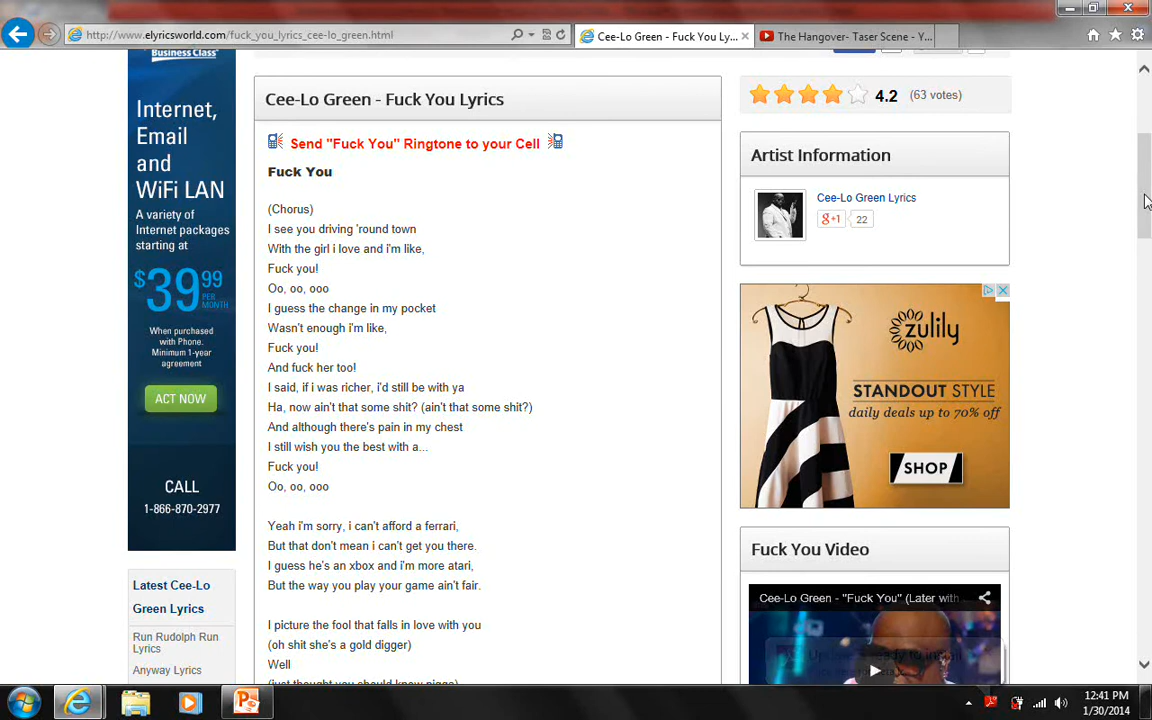 http://www.elyricsworld.com/fuck_you_lyrics_cee-lo_green.html
Cee-Lo Green - Fuck You Ly...
The Hangover- Taser Scene - Y...
Business Class
Internet,
Email
and
WiFi LAN
A variety of
Internet packages
starting at
$39.99
PER
MONTH
When purchased
with Phone.
Minimum 1-year
agreement
ACT NOW
CALL
1-866-870-2977
Latest Cee-Lo
Green Lyrics
Run Rudolph Run
Lyrics
Anyway Lyrics
Cee-Lo Green - Fuck You Lyrics
Send "Fuck You" Ringtone to your Cell
Fuck You
(Chorus)
I see you driving 'round town
With the girl i love and i'm like,
Fuck you!
Oo, oo, ooo
I guess the change in my pocket
Wasn't enough i'm like,
Fuck you!
And fuck her too!
I said, if i was richer, i'd still be with ya
Ha, now ain't that some shit? (ain't that some shit?)
And although there's pain in my chest
I still wish you the best with a...
Fuck you!
Oo, oo, ooo
Yeah i'm sorry, i can't afford a ferrari,
But that don't mean i can't get you there.
I guess he's an xbox and i'm more atari,
But the way you play your game ain't fair.
I picture the fool that falls in love with you
(oh shit she's a gold digger)
Well
4.2 (63 votes)
Artist Information
Cee-Lo Green Lyrics
g+1 22
zulily
STANDOUT STYLE
daily deals up to 70% off
SHOP
Fuck You Video
Cee-Lo Green - "Fuck You" (Later with ...
12:41 PM
1/30/2014